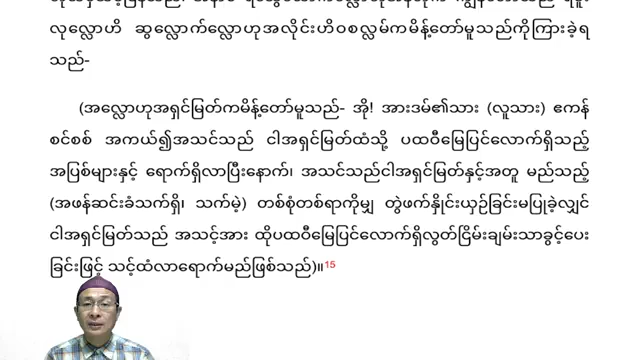 လုလ္လောဟိ ဆွလ္လောက်လ္လောဟုအလိုင်းဟိဝစလ္လမ်ကမိန့်တော်မူသည်ကိုကြားခဲ့ရ
သည်-
(အလ္လောဟုအရှင်မြတ်ကမိန့်တော်မူသည်- အို! အားဒမ်၏သား (လူသား) ဧကန်
စင်စစ် အကယ်၍အသင်သည် ငါအရှင်မြတ်ထံသို့ ပထဝီမြေပြင်လောက်ရှိသည့်
အပြစ်များနှင့် ရောက်ရှိလာပြီးနောက်၊ အသင်သည်ငါအရှင်မြတ်နှင့်အတူ မည်သည့်
(အဖန်ဆင်းခံသက်ရှိ၊ သက်မဲ့) တစ်စုံတစ်ရာကိုမျှ တွဲဖက်နှိုင်းယှဉ်ခြင်းမပြုခဲ့လျှင်
ငါအရှင်မြတ်သည် အသင့်အား ထိုပထဝီမြေပြင်လောက်ရှိလွတ်ငြိမ်းချမ်းသာခွင့်ပေး
ခြင်းဖြင့် သင့်ထံလာရောက်မည်ဖြစ်သည်)။15